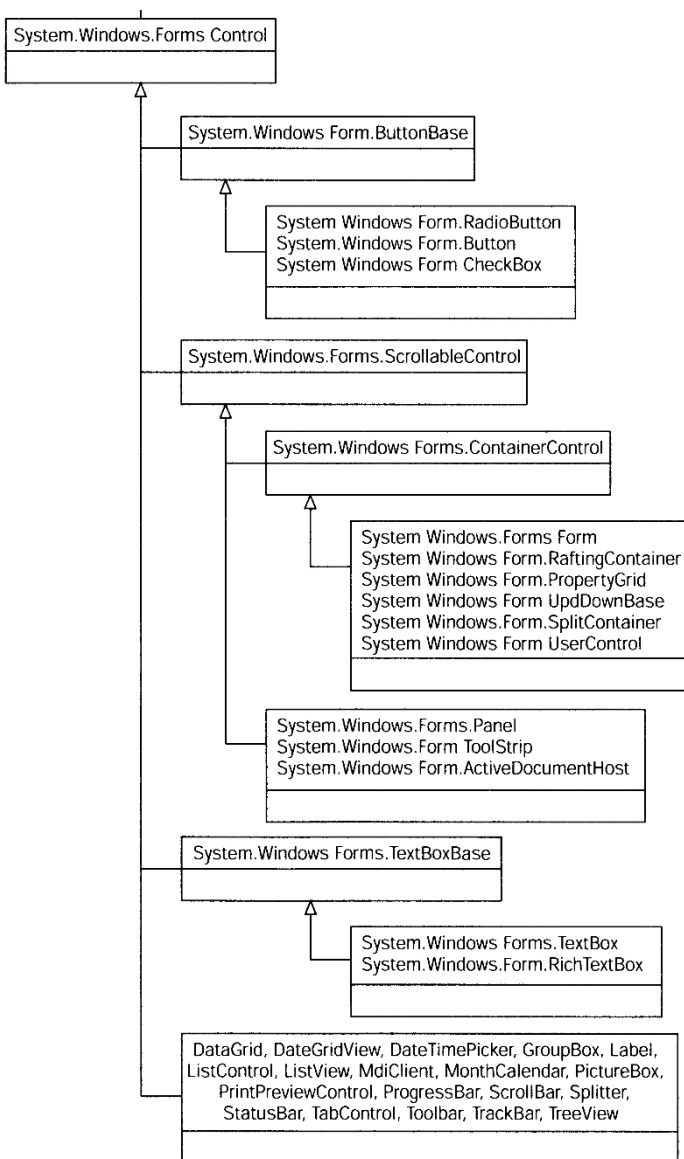 System.Windows.Forms Control
System.Windows Form.ButtonBase
System Windows Form.RadioButton
System.Windows Form.Button
System Windows Form CheckBox
System.Windows.Forms.ScrollableControl
System.Windows Forms.ContainerControl
System Windows.Forms Form
System Windows Form.RaftingContainer
System Windows Form.PropertyGrid
System Windows Form UpdDownBase
System.Windows.Form.SplitContainer
System Windows Form UserControl
System.Windows.Forms.Panel
System.Windows.Form ToolStrip
System.Windows Form.ActiveDocumentHost
System.Windows Forms.TextBoxBase
System.Windows Forms.TextBox
System.Windows.Form.RichTextBox
DataGrid, DateGridView, DateTimePicker, GroupBox, Label,
ListControl, ListView, MdiClient, MonthCalendar, PictureBox,
PrintPreviewControl, ProgressBar, ScrollBar, Splitter,
StatusBar, TabControl, Toolbar, TrackBar, TreeView